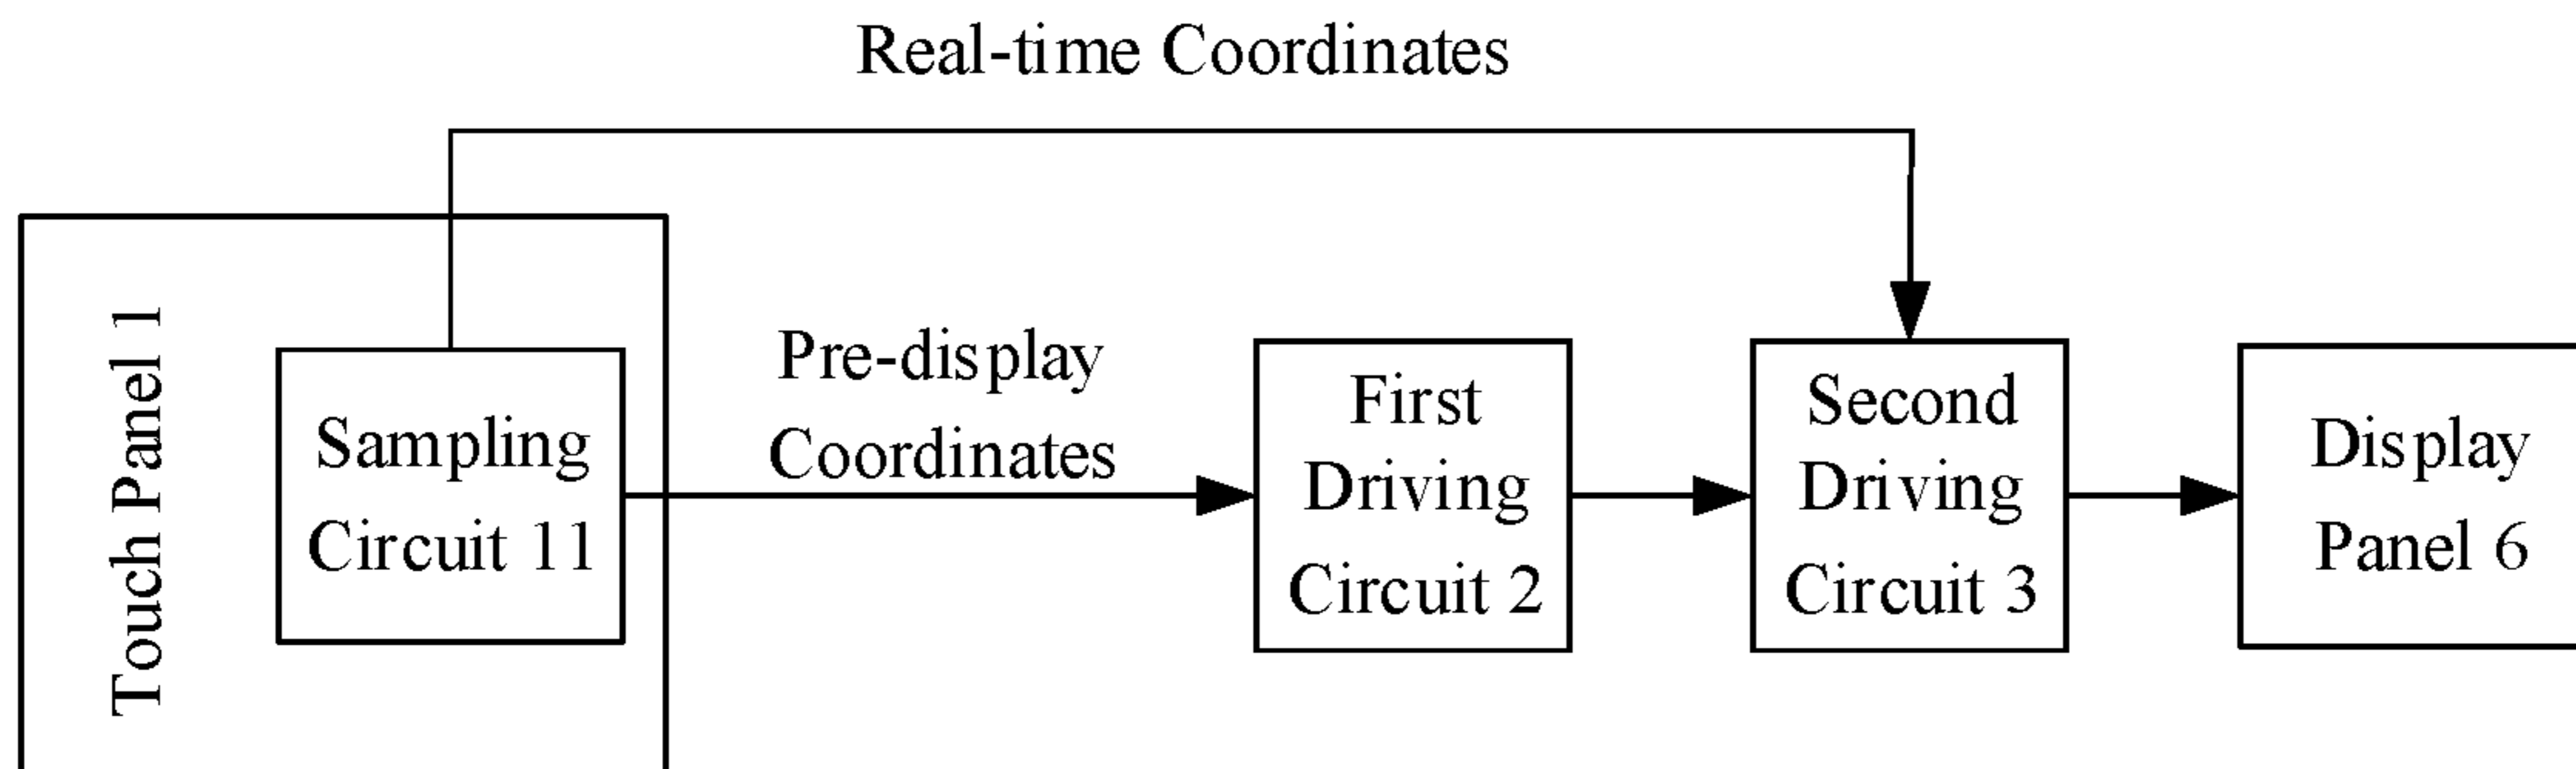 Real-time Coordinates
Touch Panel 1
Sampling
Circuit 11
Pre-display
Coordinates
First
Driving
Circuit 2
Second
Driving
Circuit 3
Display
Panel 6